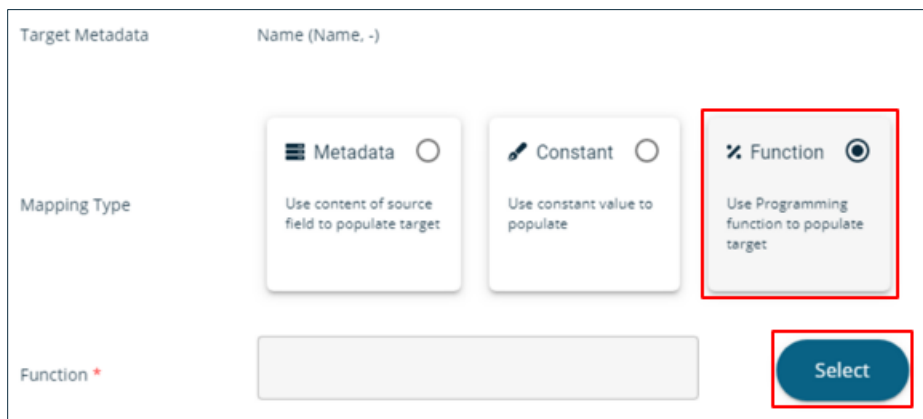 Target Metadata Name (Name, -)
Metadata Constant Function
Mapping Type
Use content of source
field to populate target
Use constant value to
populate
Use Programming
function to populate
target
Function *
Select